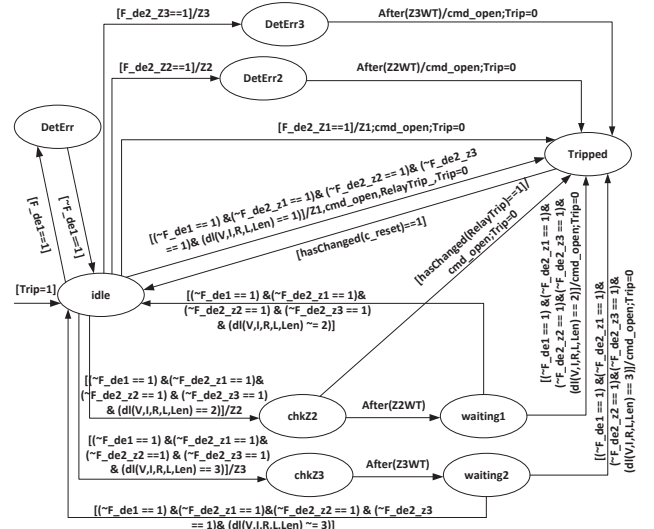 [F_de2_Z3==1]/Z3
DetErr3
After(Z3WT)/cmd_open;Trip=0
[F_de2_Z2==1]/Z2
DetErr2
After(Z2WT)/cmd_open;Trip=0
DetErr
[F_de2_Z1==1]/Z1;cmd_open;Trip=0
Tripped
[F_de1==1]
[~F_de1==1]
[(~F_de1 == 1) &(~F_de2_z1 == 1)& (~F_de2_z2 == 1)& (~F_de2_z3
== 1)& (dl(V,I,R,L,Len) == 1)]/Z1,cmd_open,RelayTrip_,Trip=0
[hasChanged(c_reset)==1]
[hasChanged(RelayTrip)==1]/
cmd_open;Trip=0
[Trip=1]
idle
[(~F_de1 == 1) &(~F_de2_z1 == 1)&
(~F_de2_z2 == 1) & (~F_de2_z3 == 1)
& (dl(V,I,R,L,Len) ~= 2)]
[(~F_de1 == 1) &(~F_de2_z1 == 1)&
(~F_de2_z2 == 1)&(~F_de2_z3 == 1)&
(dl(V,I,R,L,Len) == 2)]/cmd_open;Trip=0
[(~F_de1 == 1) &(~F_de2_z1 == 1)&
(~F_de2_z2 == 1)&(~F_de2_z3 == 1)&
(dl(V,I,R,L,Len) == 3)]/cmd_open;Trip=0
[(~F_de1 == 1) &(~F_de2_z1 == 1)&
(~F_de2_z2 == 1) & (~F_de2_z3 == 1)
& (dl(V,I,R,L,Len) == 2)]/Z2
chkZ2
After(Z2WT)
waiting1
[(~F_de1 == 1) &(~F_de2_z1 == 1)&
(~F_de2_z2 ==1) & (~F_de2_z3 == 1)
& (dl(V,I,R,L,Len) == 3)]/Z3
chkZ3
After(Z3WT)
waiting2
[(~F_de1 == 1) &(~F_de2_z1 == 1)&(~F_de2_z2 == 1) & (~F_de2_z3
== 1)& (dl(V,I,R,L,Len) ~= 3)]